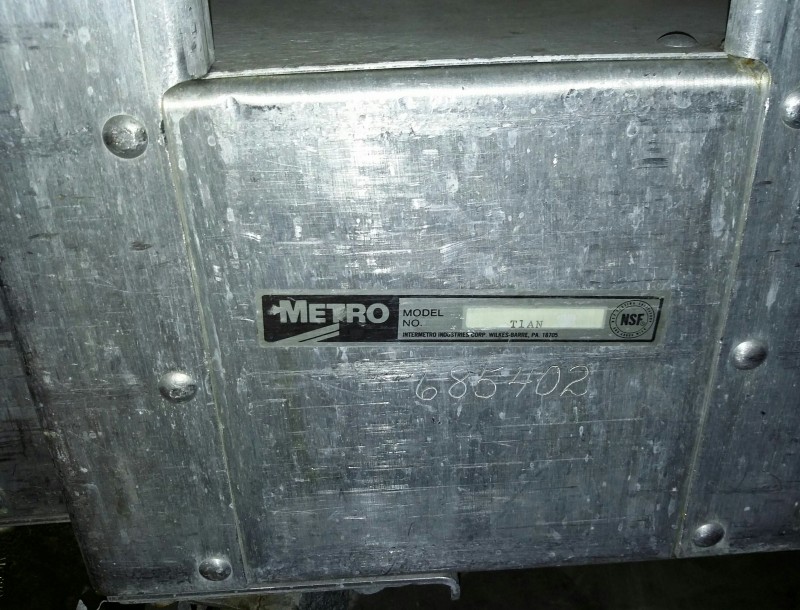 METRO
MODEL
NO.
T1AN
INTERMETRO INDUSTRIES CORP. WILKES-BARRE, PA. 18705
NSF
685402